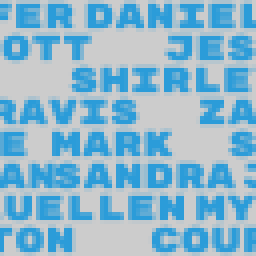 FER DANIEL
OTT JES
SHIRLE
RAVIS ZA
E MARK S
ANSANDRA J
UELLEN MY
TON COUR